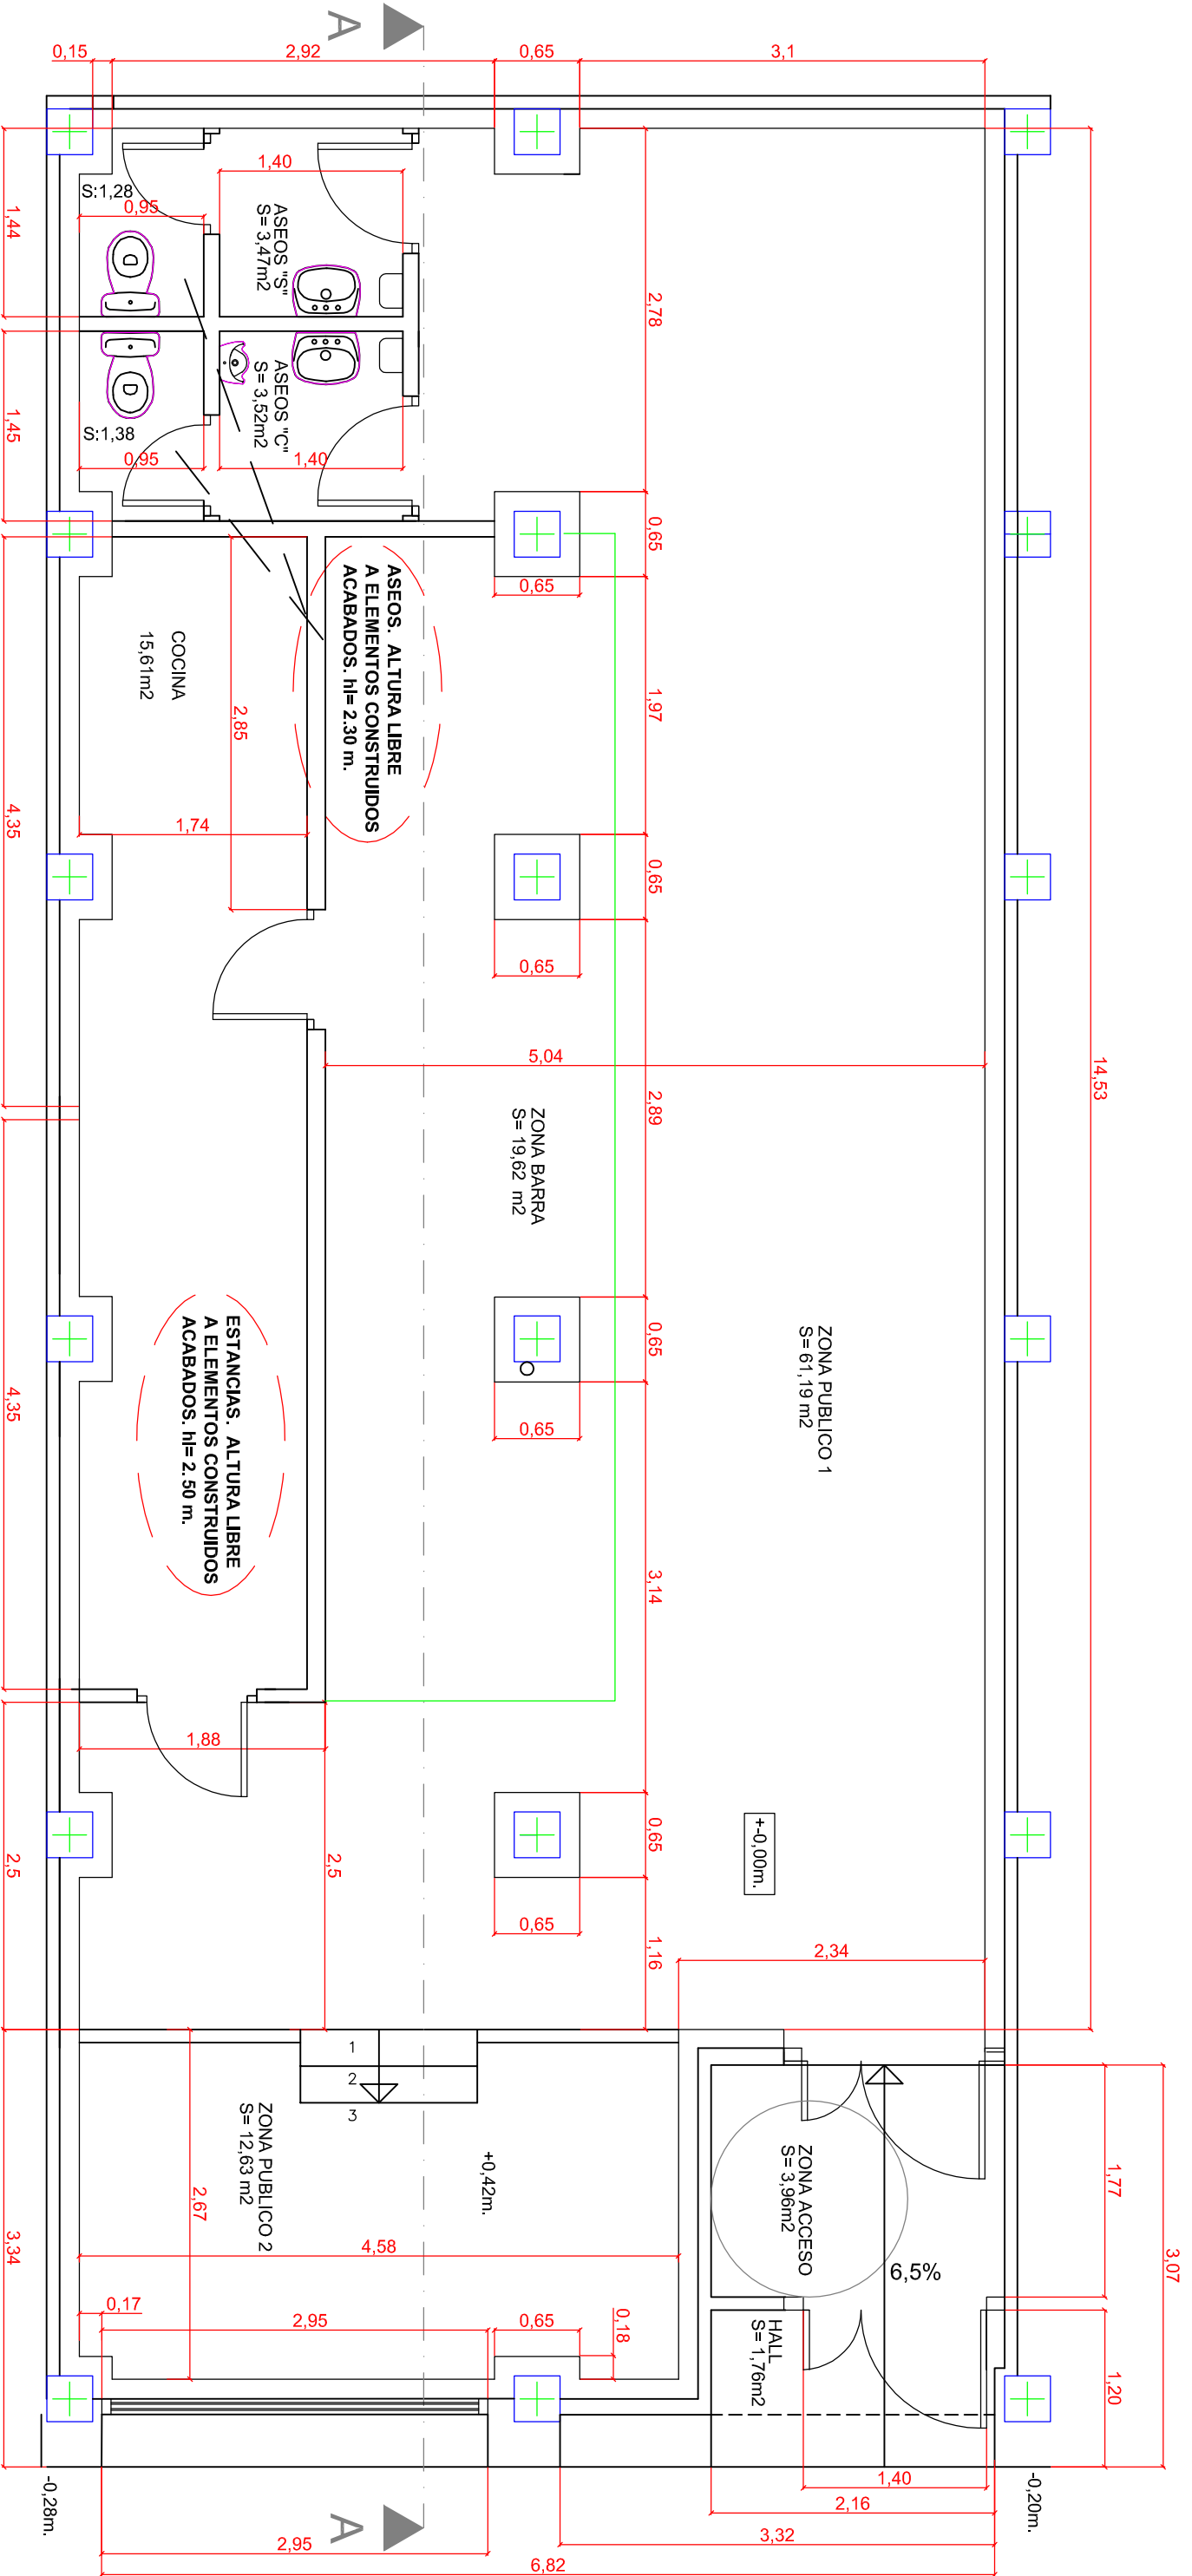 A
0,15
2,92
0,65
3,1
1,44
1,45
4,35
4,35
2,5
3,34
S:1,28
0,95
1,40
ASEOS "S"
S= 3,47m2
ASEOS "C"
S= 3,52m2
S:1,38
0,95
1,40
2,78
0,65
0,65
1,97
0,65
0,65
2,89
0,65
0,65
3,14
0,65
0,65
1,16
14,53
ASEOS. ALTURA LIBRE
A ELEMENTOS CONSTRUIDOS
ACABADOS. hl= 2.30 m.
COCINA
15,61m2
2,85
1,74
5,04
ZONA BARRA
S= 19,62 m2
ZONA PUBLICO 1
S= 61,19 m2
ESTANCIAS. ALTURA LIBRE
A ELEMENTOS CONSTRUIDOS
ACABADOS. hl= 2.50 m.
1,88
2,5
+-0,00m.
2,34
1
2
3
ZONA PUBLICO 2
S= 12,63 m2
+0,42m.
2,67
4,58
0,17
2,95
0,65
0,18
ZONA ACCESO
S= 3,96m2
6,5%
HALL
S= 1,76m2
1,77
3,07
1,20
1,40
2,16
3,32
2,95
6,82
-0,28m.
-0,20m.
A